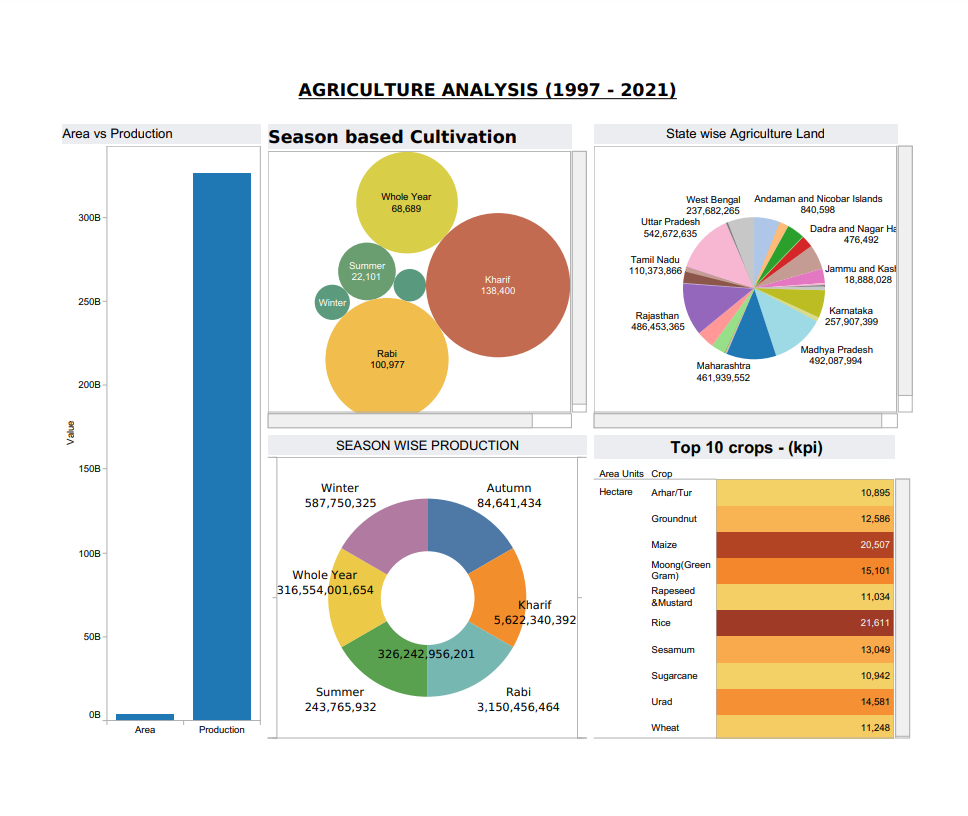 AGRICULTURE ANALYSIS (1997 - 2021)
Area vs Production
Value
300B
250B
200B
150B
100B
50B
0B
Area
Production
Season based Cultivation
Whole Year
68,689
Summer
22,101
Winter
Kharif
138,400
Rabi
100,977
State wise Agriculture Land
West Bengal
237,682,265
Andaman and Nicobar Islands
840,598
Uttar Pradesh
542,672,635
Dadra and Nagar Ha
476,492
Tamil Nadu
110,373,866
Jammu and Kash
18,888,028
Rajasthan
486,453,365
Karnataka
257,907,399
Madhya Pradesh
492,087,994
Maharashtra
461,939,552
SEASON WISE PRODUCTION
Winter
587,750,325
Autumn
84,641,434
Whole Year
316,554,001,654
Kharif
5,622,340,392
326,242,956,201
Summer
243,765,932
Rabi
3,150,456,464
Top 10 crops - (kpi)
Area Units Crop
Hectare Arhar/Tur 10,895
Groundnut 12,586
Maize 20,507
Moong(Green
Gram) 15,101
Rapeseed
&Mustard 11,034
Rice 21,611
Sesamum 13,049
Sugarcane 10,942
Urad 14,581
Wheat 11,248